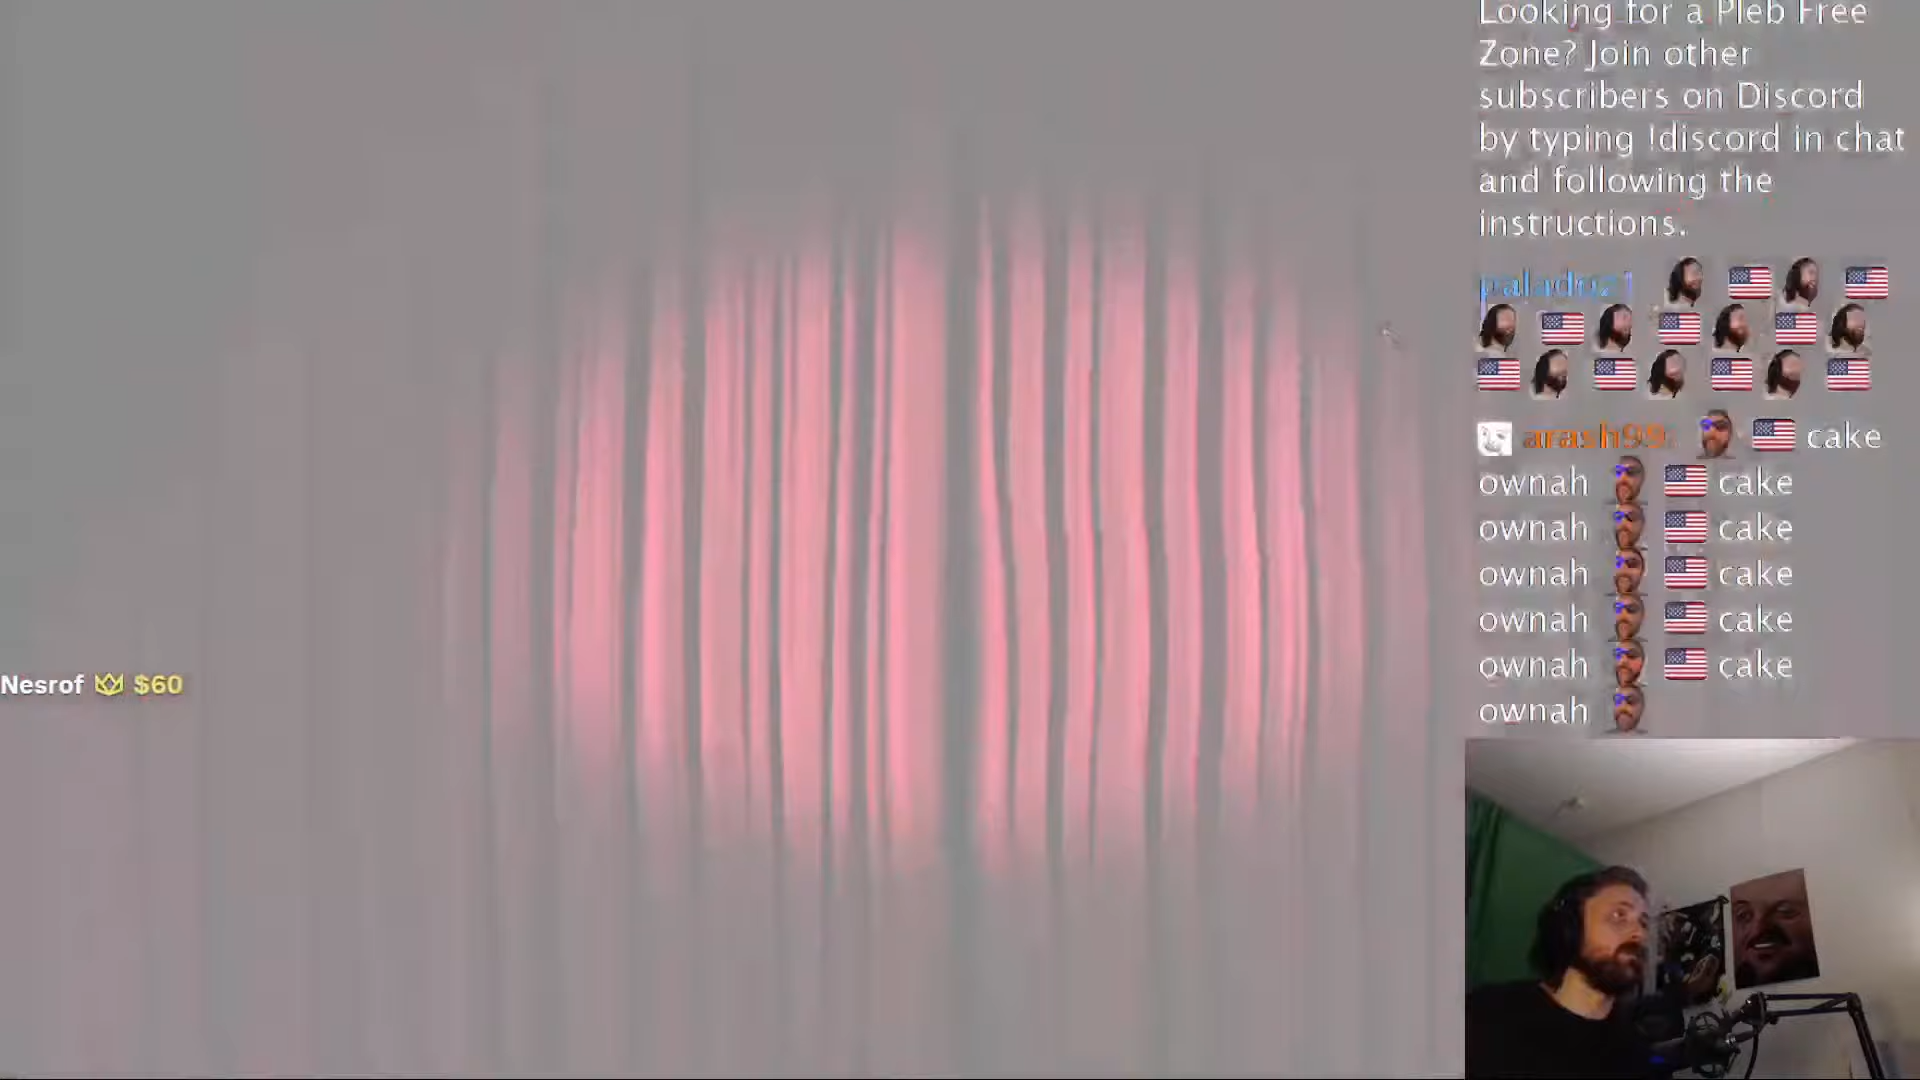 Looking for a Pleb Free
Zone? Join other
subscribers on Discord
by typing !discord in chat
and following the
instructions.
arash99: cake
ownah cake
ownah cake
ownah cake
ownah cake
ownah cake
ownah
Nesrof $60